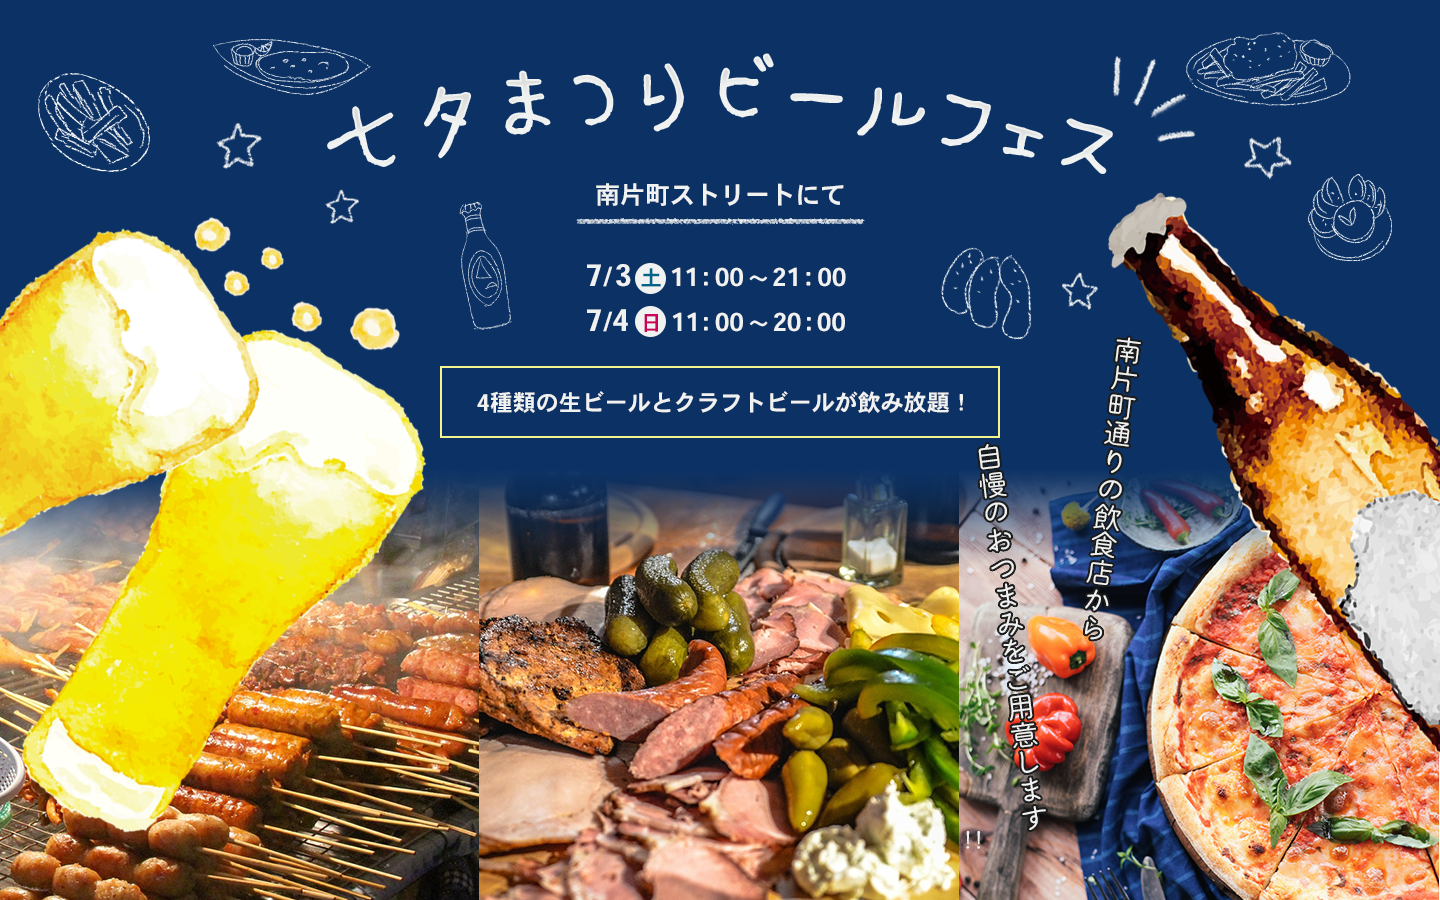 七夕まつりビールフェス
南片町ストリートにて
7/3 土 11:00～21:00
7/4 日 11:00～20:00
4種類の生ビールとクラフトビールが飲み放題！
南片町通りの飲食店から
自慢のおつまみをご用意します!!